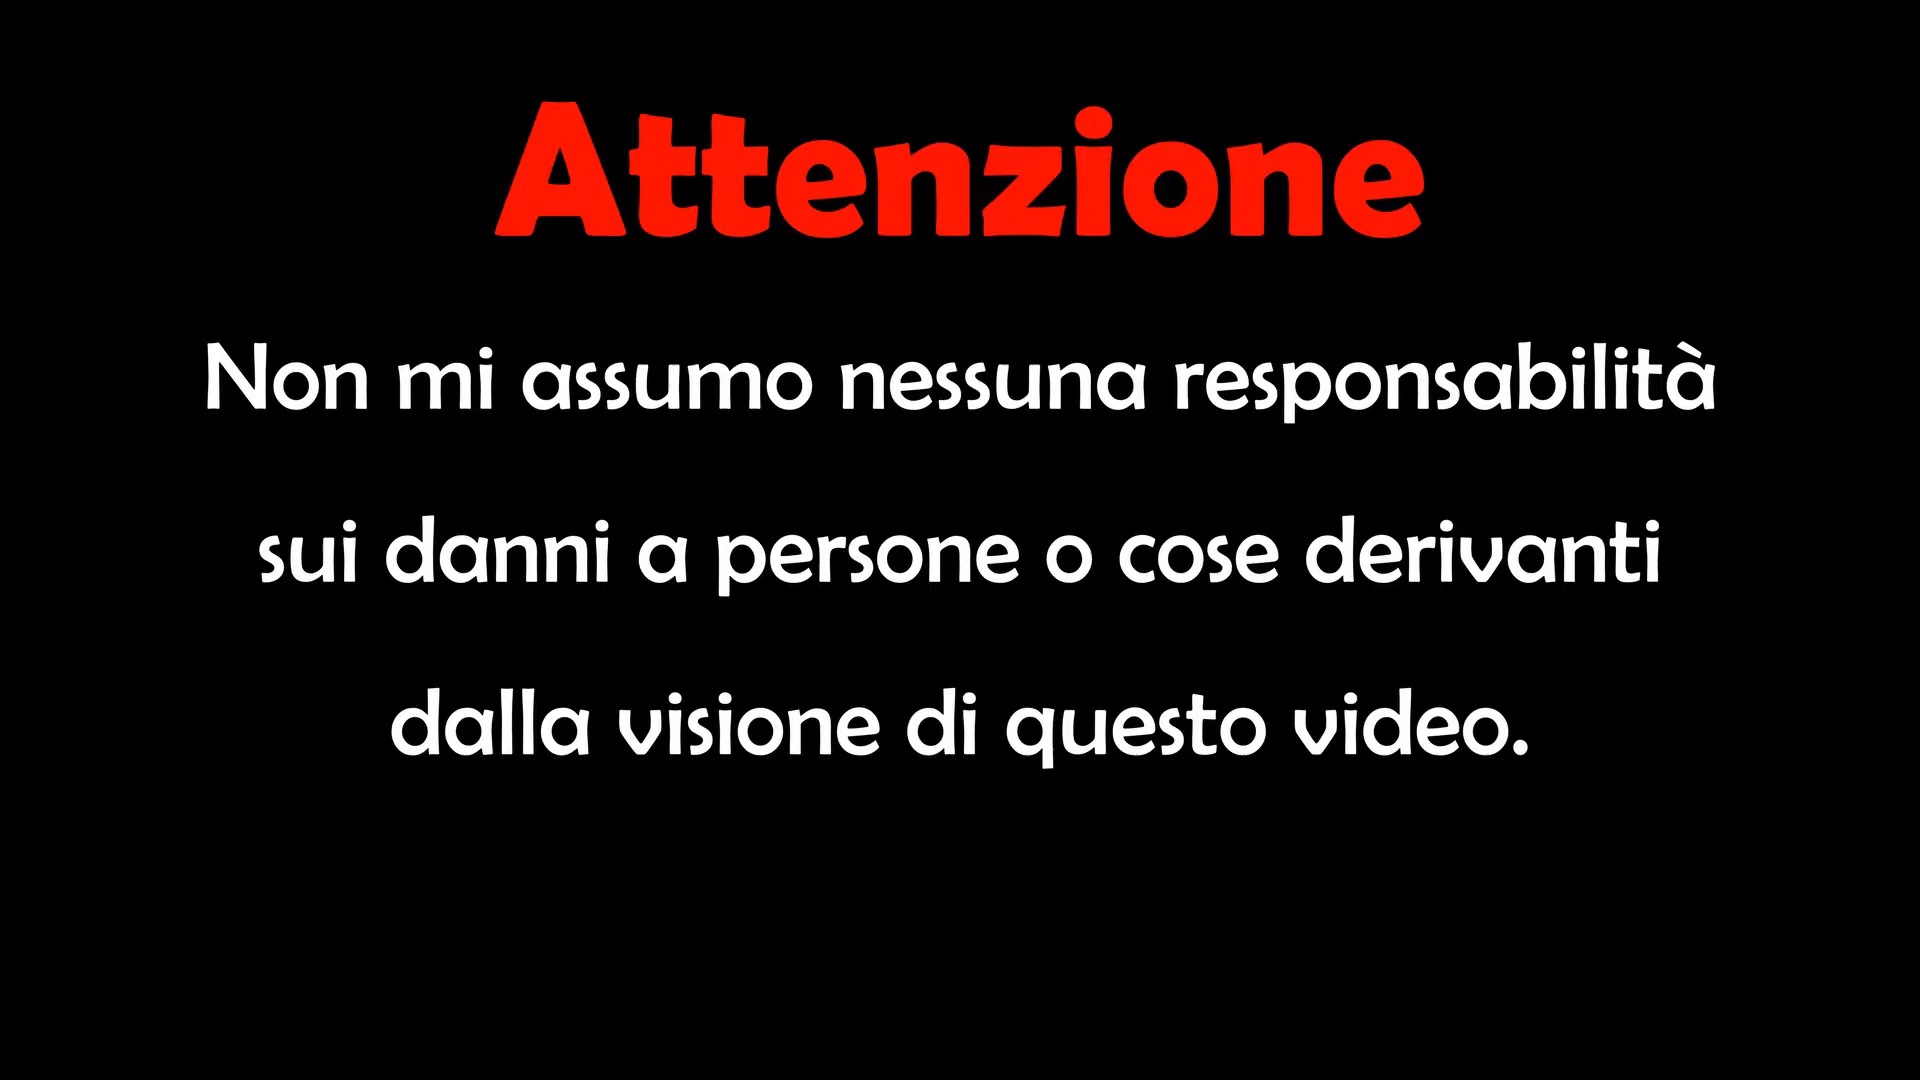 Attenzione
Non mi assumo nessuna responsabilità
sui danni a persone o cose derivanti
dalla visione di questo video.